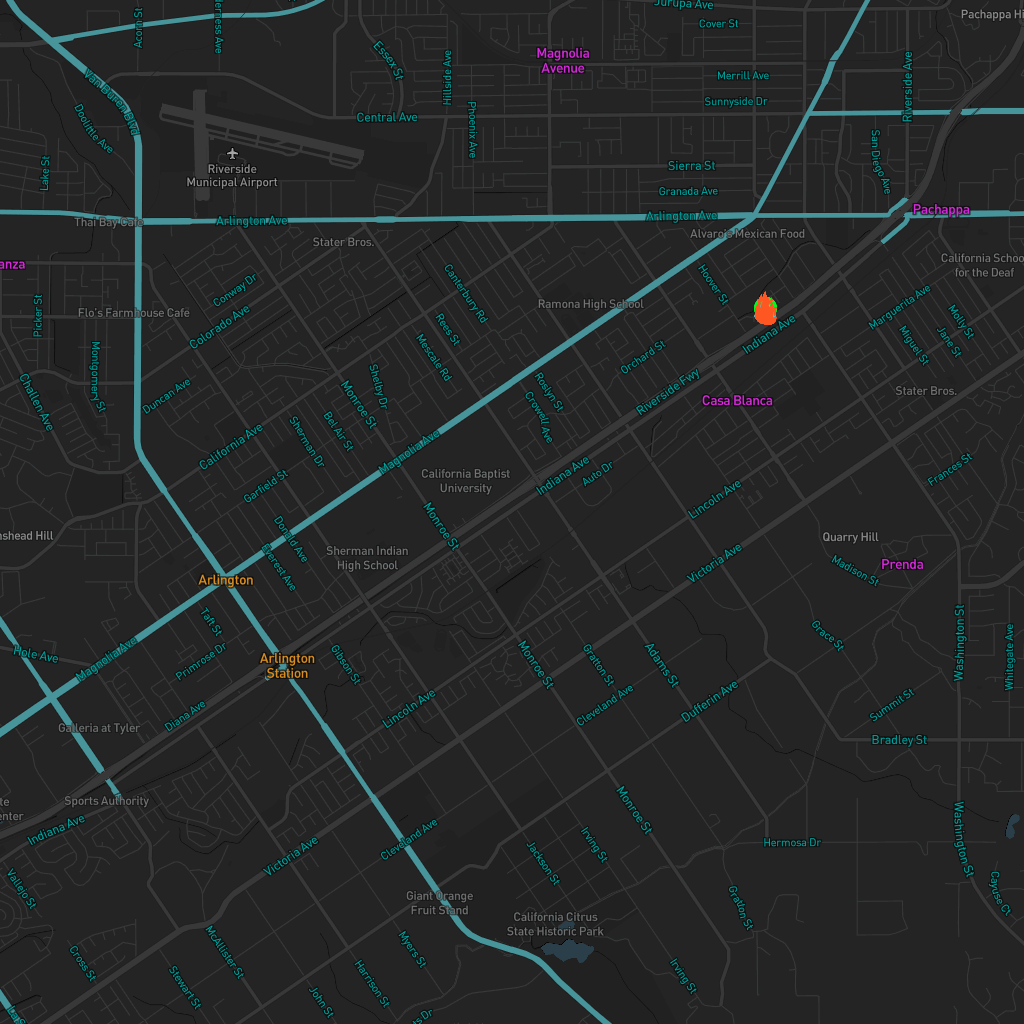 Jurupa Ave
Pachappa Hi
Acorn St
Cover St
Magnolia
Avenue
Essex St
Hillside Ave
Merrill Ave
Riverside Ave
Van Buren Blvd
Sunnyside Dr
Central Ave
Doolittle Ave
Phoenix Ave
San Diego Ave
Lake St
Riverside
Municipal Airport
Sierra St
Granada Ave
Pachappa
Thai Bay Cafe
Arlington Ave
Arlington Ave
Alvaro's Mexican Food
Stater Bros.
California Schoo
for the Deaf
anza
Conway Dr
Canterbury Rd
Hoover St
Picker St
Flo's Farmhouse Café
Colorado Ave
Ramona High School
Marguerita Ave
Rees St
Molly St
Indiana Ave
Mescale Rd
Miguel St
Jane St
Montgomery St
Orchard St
Challen Ave
Duncan Ave
Shelby Dr
Monroe St
Roslyn St
Riverside Fwy
Stater Bros.
Casa Blanca
Crowell Ave
Bel Air St
California Ave
Sherman Dr
Magnolia Ave
Frances St
California Baptist
University
Indiana Ave
Auto Dr
Garfield St
Lincoln Ave
Monroe St
nshead Hill
Donald Ave
Quarry Hill
Sherman Indian
High School
Everest Ave
Victoria Ave
Madison St
Prenda
Arlington
Taft St
Grace St
Washington St
Whitegate Ave
Hole Ave
Magnolia Ave
Primrose Dr
Arlington
Station
Gibson St
Monroe St
Gratton St
Adams St
Lincoln Ave
Cleveland Ave
Dufferin Ave
Summit St
Diana Ave
Galleria at Tyler
Bradley St
te
enter
Sports Authority
Indiana Ave
Monroe St
Victoria Ave
Cleveland Ave
Irving St
Hermosa Dr
Washington St
Jackson St
Vallejo St
Cayuse Ct
Giant Orange
Fruit Stand
Gratton St
California Citrus
State Historic Park
McAllister St
Myers St
Cross St
Stewart St
Harrison St
Irving St
John St